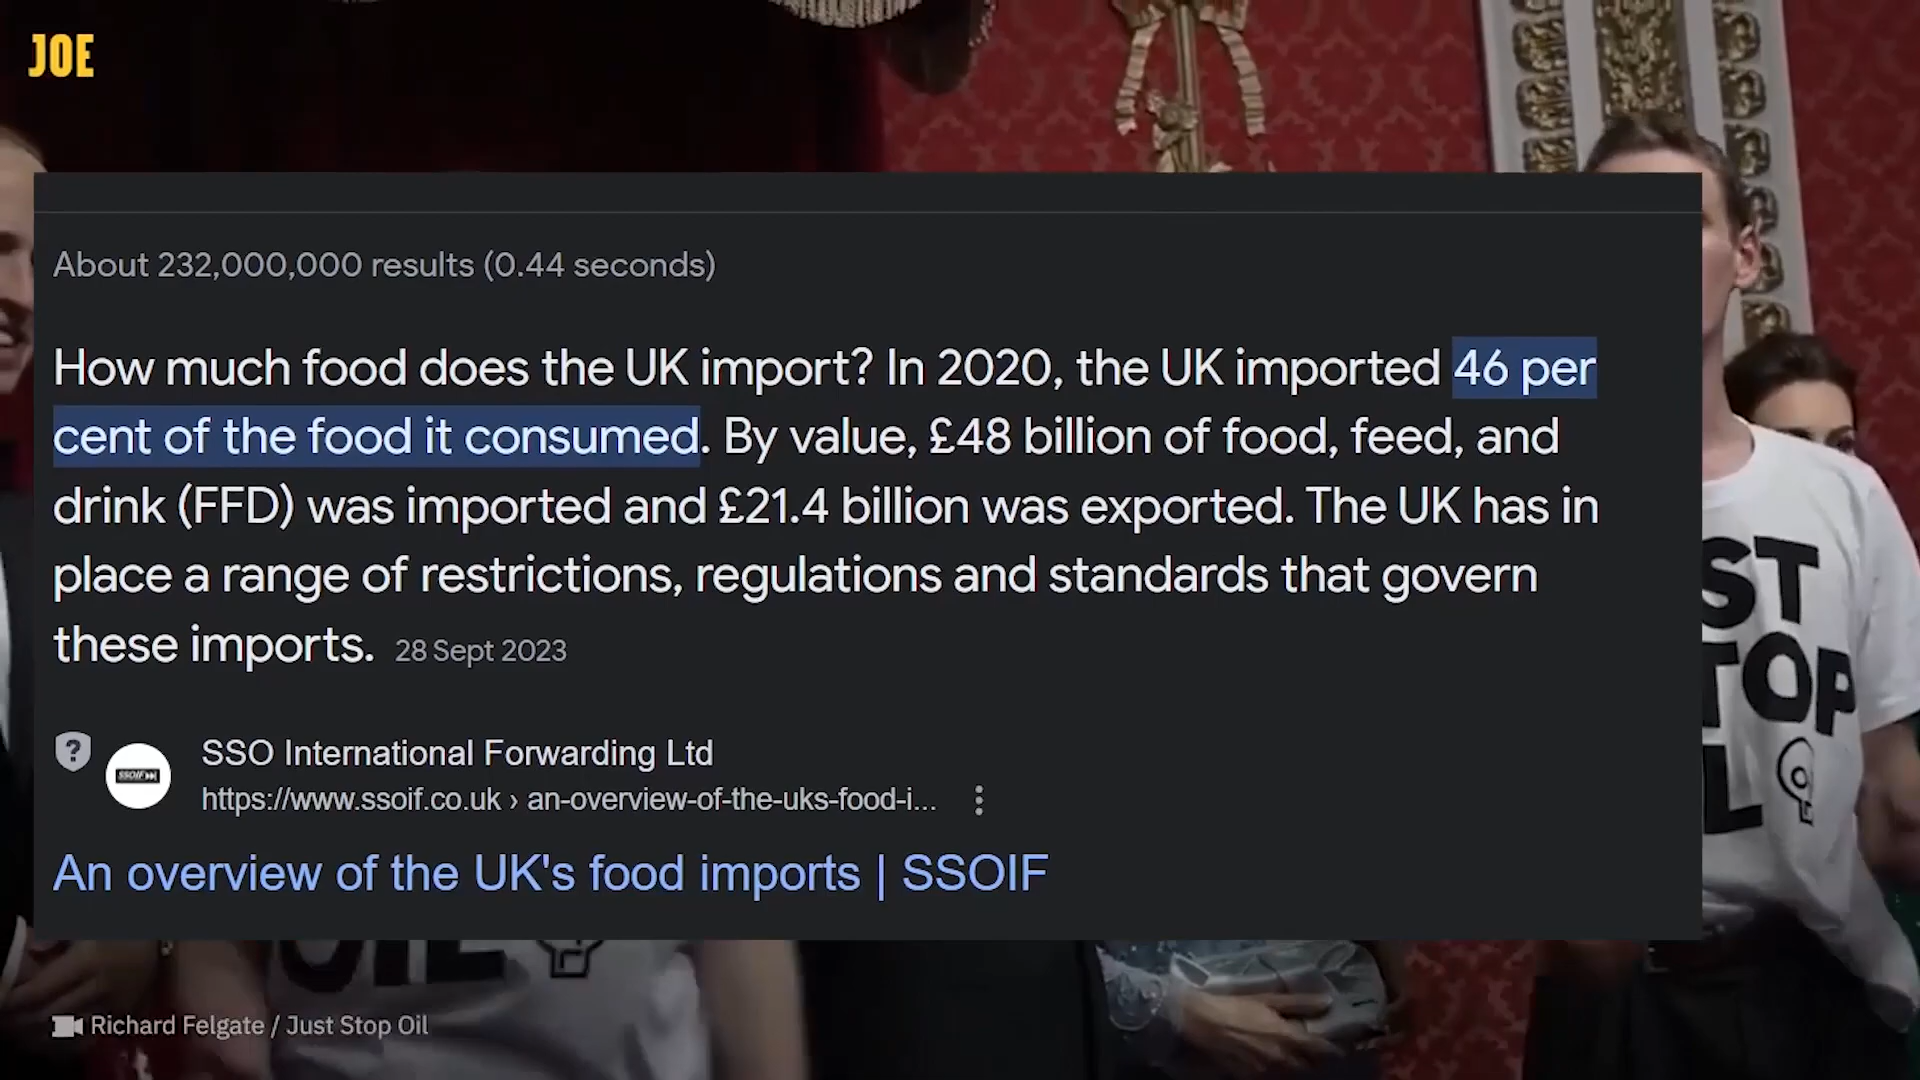 JOE
About 232,000,000 results (0.44 seconds)
How much food does the UK import? In 2020, the UK imported 46 per
cent of the food it consumed. By value, £48 billion of food, feed, and
drink (FFD) was imported and £21.4 billion was exported. The UK has in
place a range of restrictions, regulations and standards that govern
these imports. 28 Sept 2023
?
SSOIF
SSO International Forwarding Ltd
https://www.ssoif.co.uk › an-overview-of-the-uks-food-i...
An overview of the UK's food imports | SSOIF
ST
TOP
L
OIL
Richard Felgate / Just Stop Oil